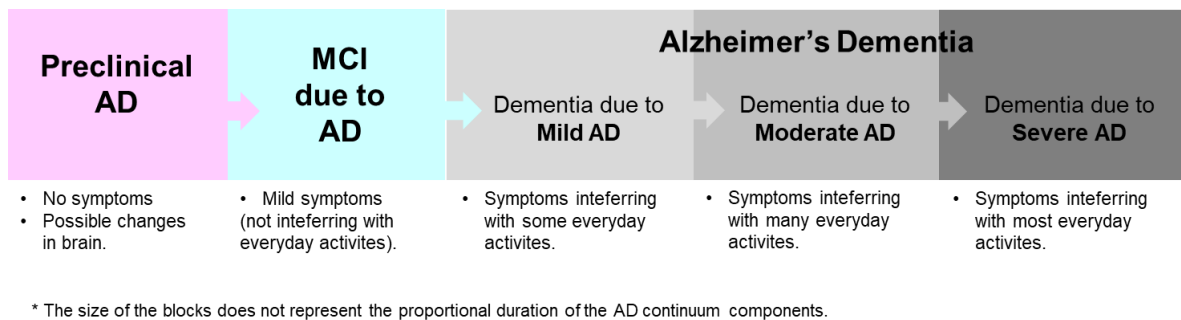 Preclinical
AD
MCI
due to
AD
Alzheimer's Dementia
Dementia due to
Mild AD
Dementia due to
Moderate AD
Dementia due to
Severe AD
• No symptoms
• Possible changes
in brain.
• Mild symptoms
(not inteferring with
everyday activites).
• Symptoms inteferring
with some everyday
activites.
• Symptoms inteferring
with many everyday
activites.
• Symptoms inteferring
with most everyday
activites.
* The size of the blocks does not represent the proportional duration of the AD continuum components.